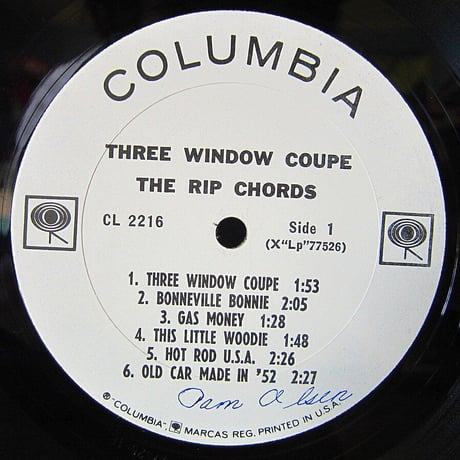 COLUMBIA
THREE WINDOW COUPE
THE RIP CHORDS
CL 2216
Side 1
(X"Lp"77526)
1. THREE WINDOW COUPE 1:53
2. BONNEVILLE BONNIE 2:05
3. GAS MONEY 1:28
4. THIS LITTLE WOODIE 1:48
5. HOT ROD U.S.A. 2:26
6. OLD CAR MADE IN '52 2:27
Pam Olsen
® "COLUMBIA", MARCAS REG. PRINTED IN U.S.A.